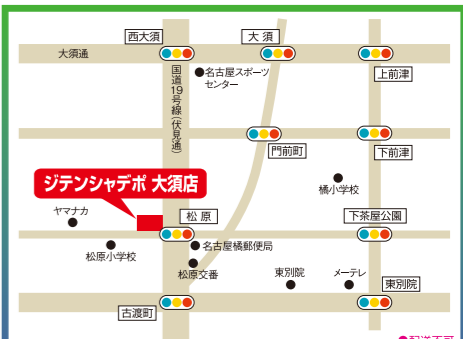 西大須
大須
大須通
名古屋スポーツ
センター
上前津
国道19号線（伏見通）
門前町
下前津
ジテンシャデポ 大須店
橘小学校
ヤマナカ
松原
下茶屋公園
名古屋橘郵便局
松原小学校
松原交番
東別院
メーテレ
東別院
古渡町